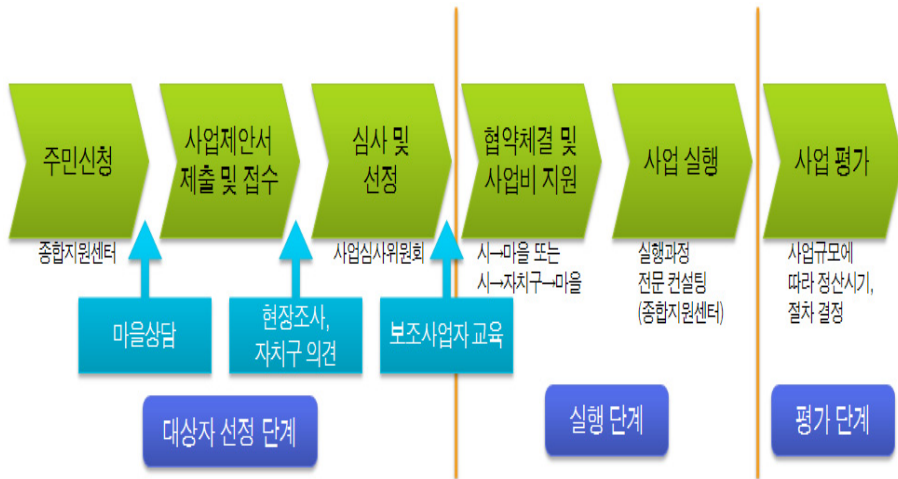 주민신청
사업제안서
제출 및 접수
심사 및
선정
협약체결 및
사업비 지원
사업 실행
사업 평가
종합지원센터
사업심사위원회
시→마을 또는
시→자치구→마을
실행과정
전문 컨설팅
(종합지원센터)
사업규모에
따라 정산시기,
절차 결정
마을상담
현장조사,
자치구 의견
보조사업자 교육
대상자 선정 단계
실행 단계
평가 단계